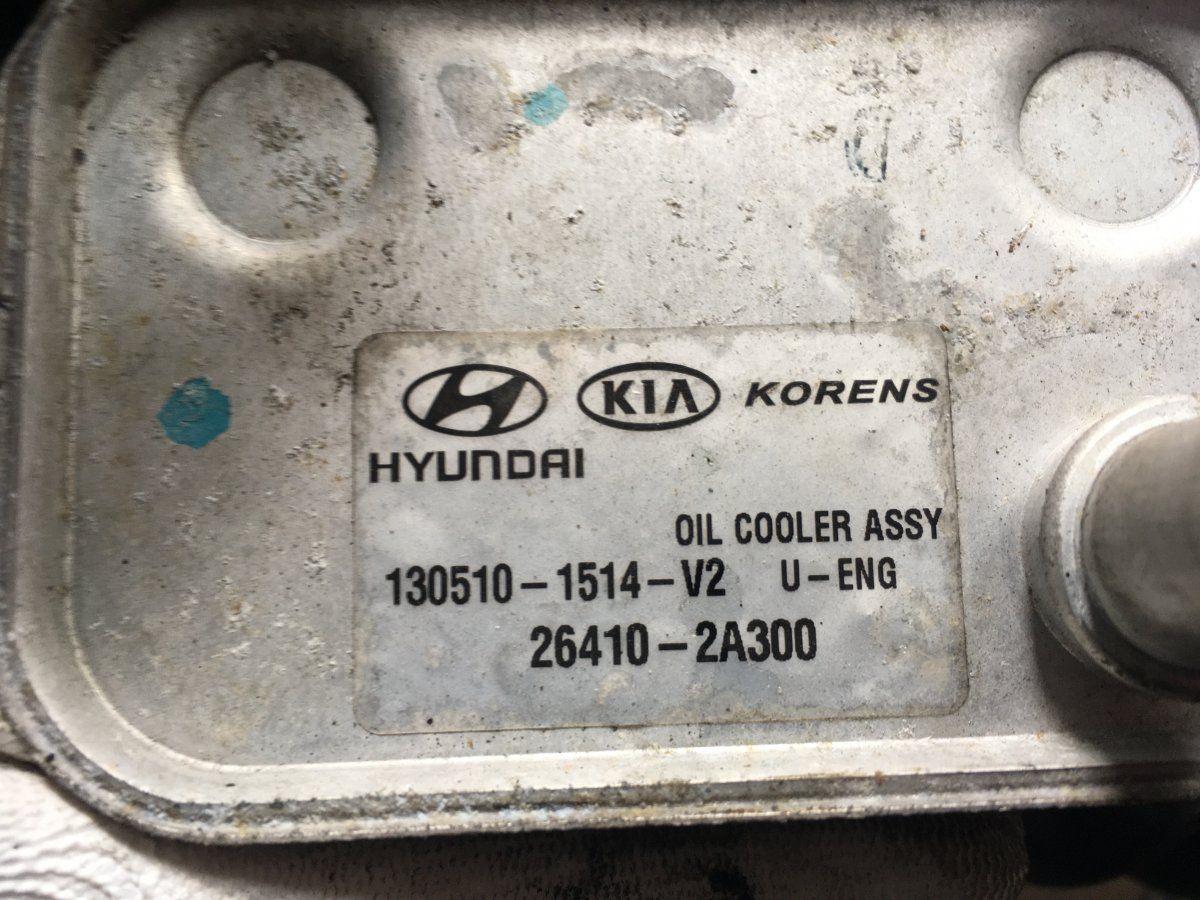 KIA KORENS
HYUNDAI
OIL COOLER ASSY
130510-1514-V2 U-ENG
26410-2A300